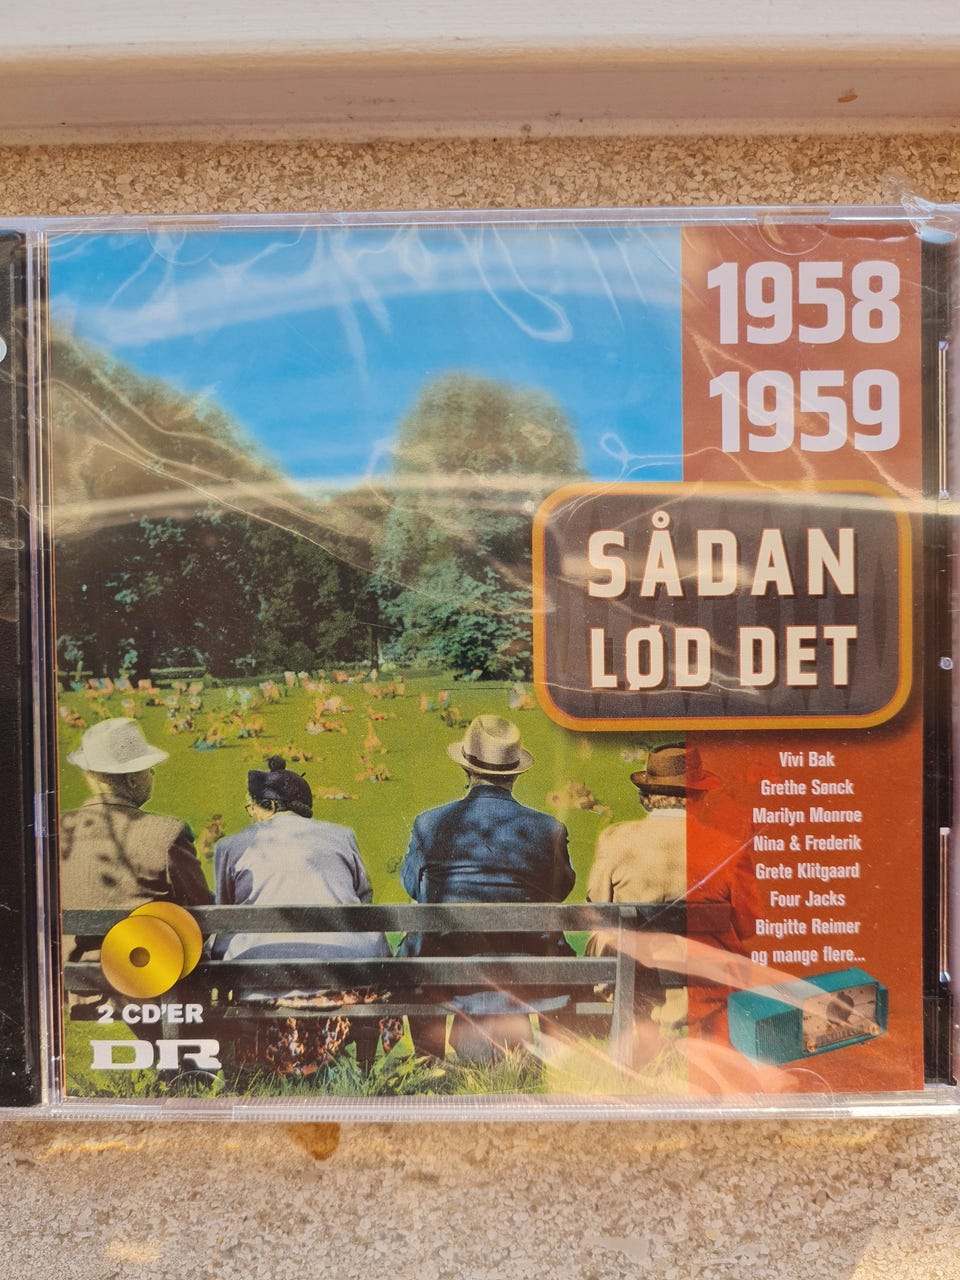 1958
1959
SÅDAN
LØD DET
Vivi Bak
Grethe Sønck
Marilyn Monroe
Nina & Frederik
Grete Klitgaard
Four Jacks
Birgitte Reimer
og mange flere...
2 CD'ER
DR